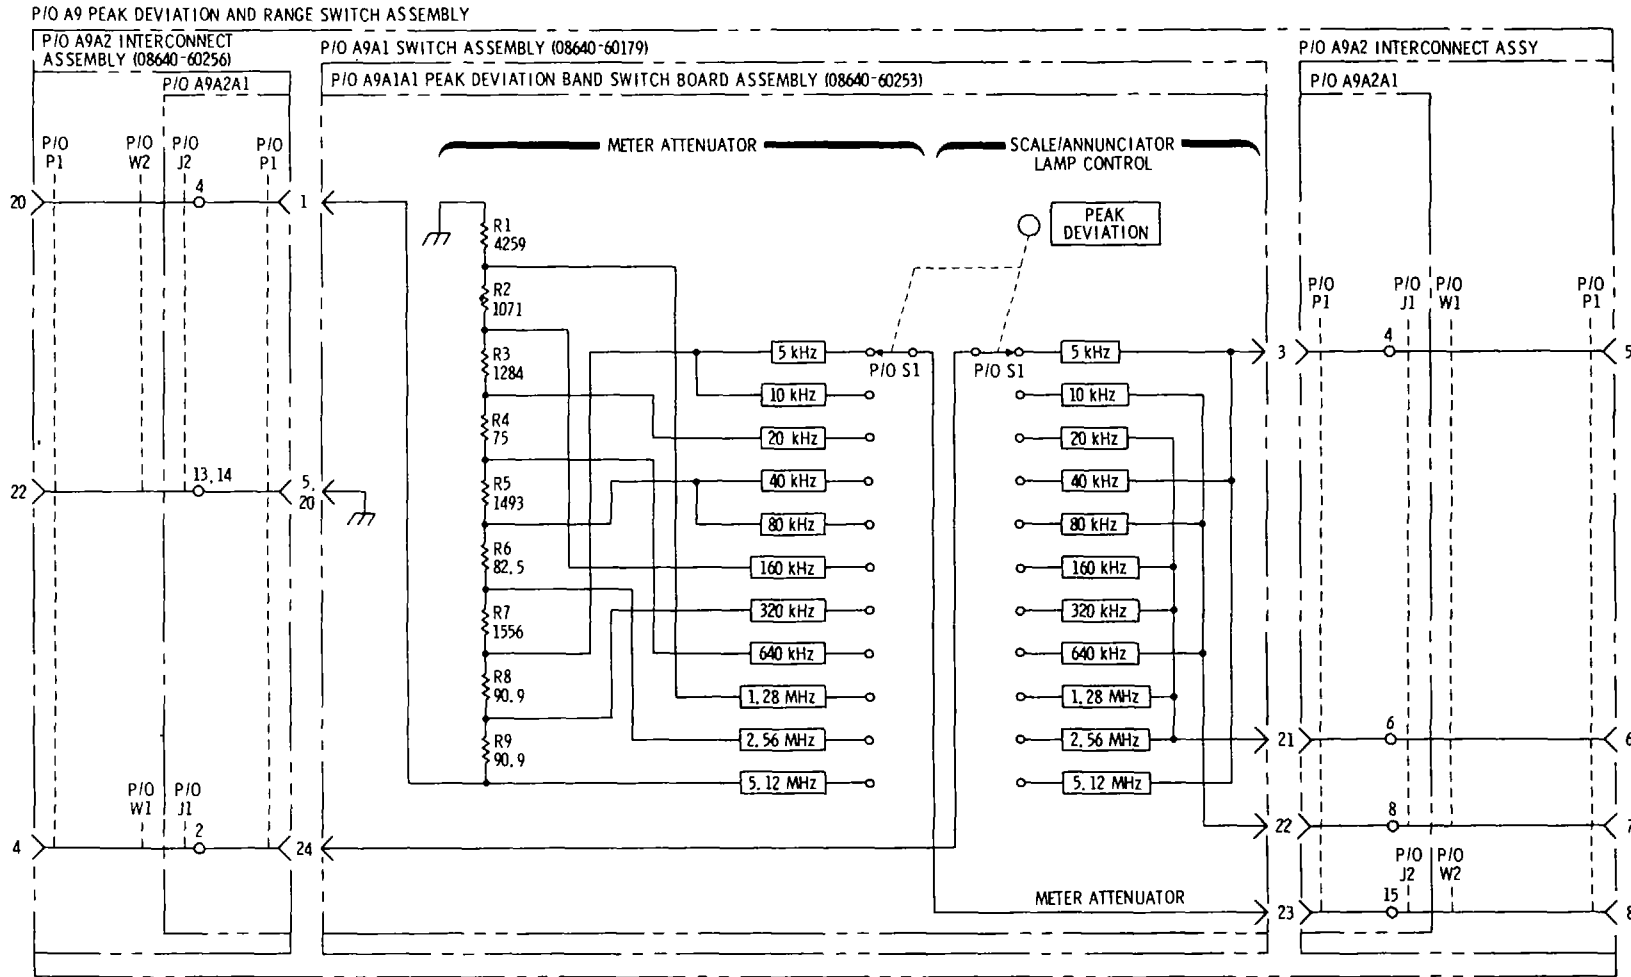 P/O A9 PEAK DEVIATION AND RANGE SWITCH ASSEMBLY
P/O A9A2 INTERCONNECT
ASSEMBLY (08640-60256)
P/O A9A2A1
P/O A9A1 SWITCH ASSEMBLY (08640-60179)
P/O A9A1A1 PEAK DEVIATION BAND SWITCH BOARD ASSEMBLY (08640-60253)
P/O A9A2 INTERCONNECT ASSY
P/O A9A2A1
METER ATTENUATOR
SCALE/ANNUNCIATOR
LAMP CONTROL
PEAK
DEVIATION
P/O
P1
P/O
W2
P/O
J2
P/O
P1
20
4
1
22
13, 14
5,
20
P/O
W1
P/O
J1
4
2
24
R1
4259
R2
1071
R3
1284
R4
75
R5
1493
R6
82.5
R7
1556
R8
90.9
R9
90.9
5 kHz
10 kHz
20 kHz
40 kHz
80 kHz
160 kHz
320 kHz
640 kHz
1.28 MHz
2.56 MHz
5.12 MHz
P/O S1
P/O S1
5 kHz
10 kHz
20 kHz
40 kHz
80 kHz
160 kHz
320 kHz
640 kHz
1.28 MHz
2.56 MHz
5.12 MHz
METER ATTENUATOR
P/O
P1
P/O
J1
P/O
W1
P/O
P1
3
4
5
21
6
6
22
8
7
P/O
J2
P/O
W2
23
15
8